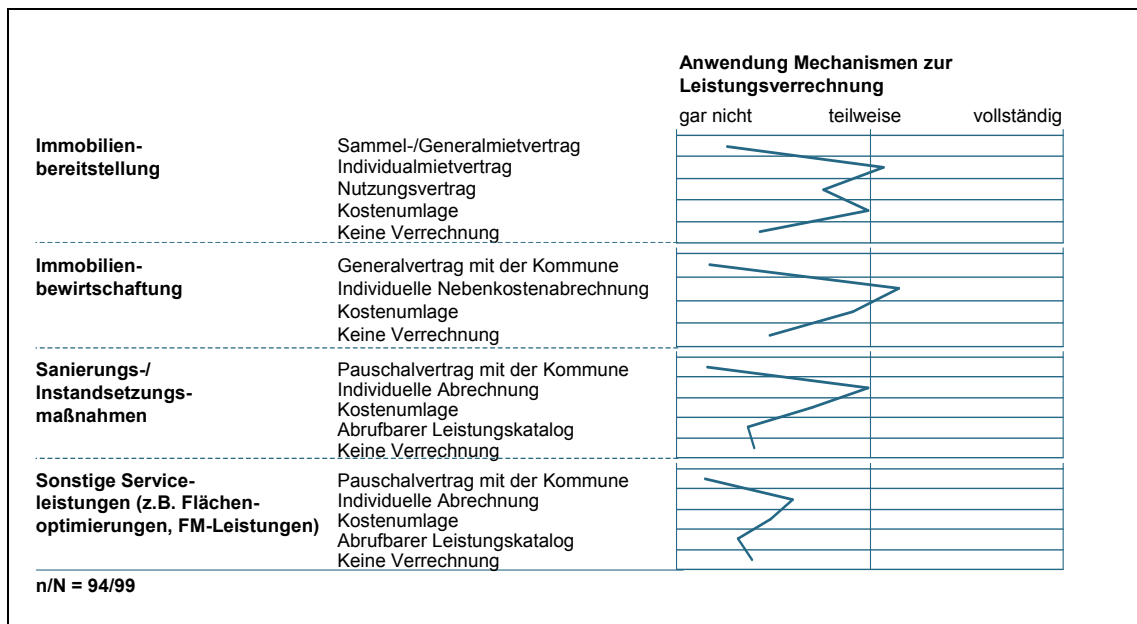 Anwendung Mechanismen zur
Leistungsverrechnung
gar nicht teilweise vollständig
Immobilien-
bereitstellung
Sammel-/Generalmietvertrag
Individualmietvertrag
Nutzungsvertrag
Kostenumlage
Keine Verrechnung
Immobilien-
bewirtschaftung
Generalvertrag mit der Kommune
Individuelle Nebenkostenabrechnung
Kostenumlage
Keine Verrechnung
Sanierungs-/
Instandsetzungs-
maßnahmen
Pauschalvertrag mit der Kommune
Individuelle Abrechnung
Kostenumlage
Abrufbarer Leistungskatalog
Keine Verrechnung
Sonstige Service-
leistungen (z.B. Flächen-
optimierungen, FM-Leistungen)
Pauschalvertrag mit der Kommune
Individuelle Abrechnung
Kostenumlage
Abrufbarer Leistungskatalog
Keine Verrechnung
n/N = 94/99